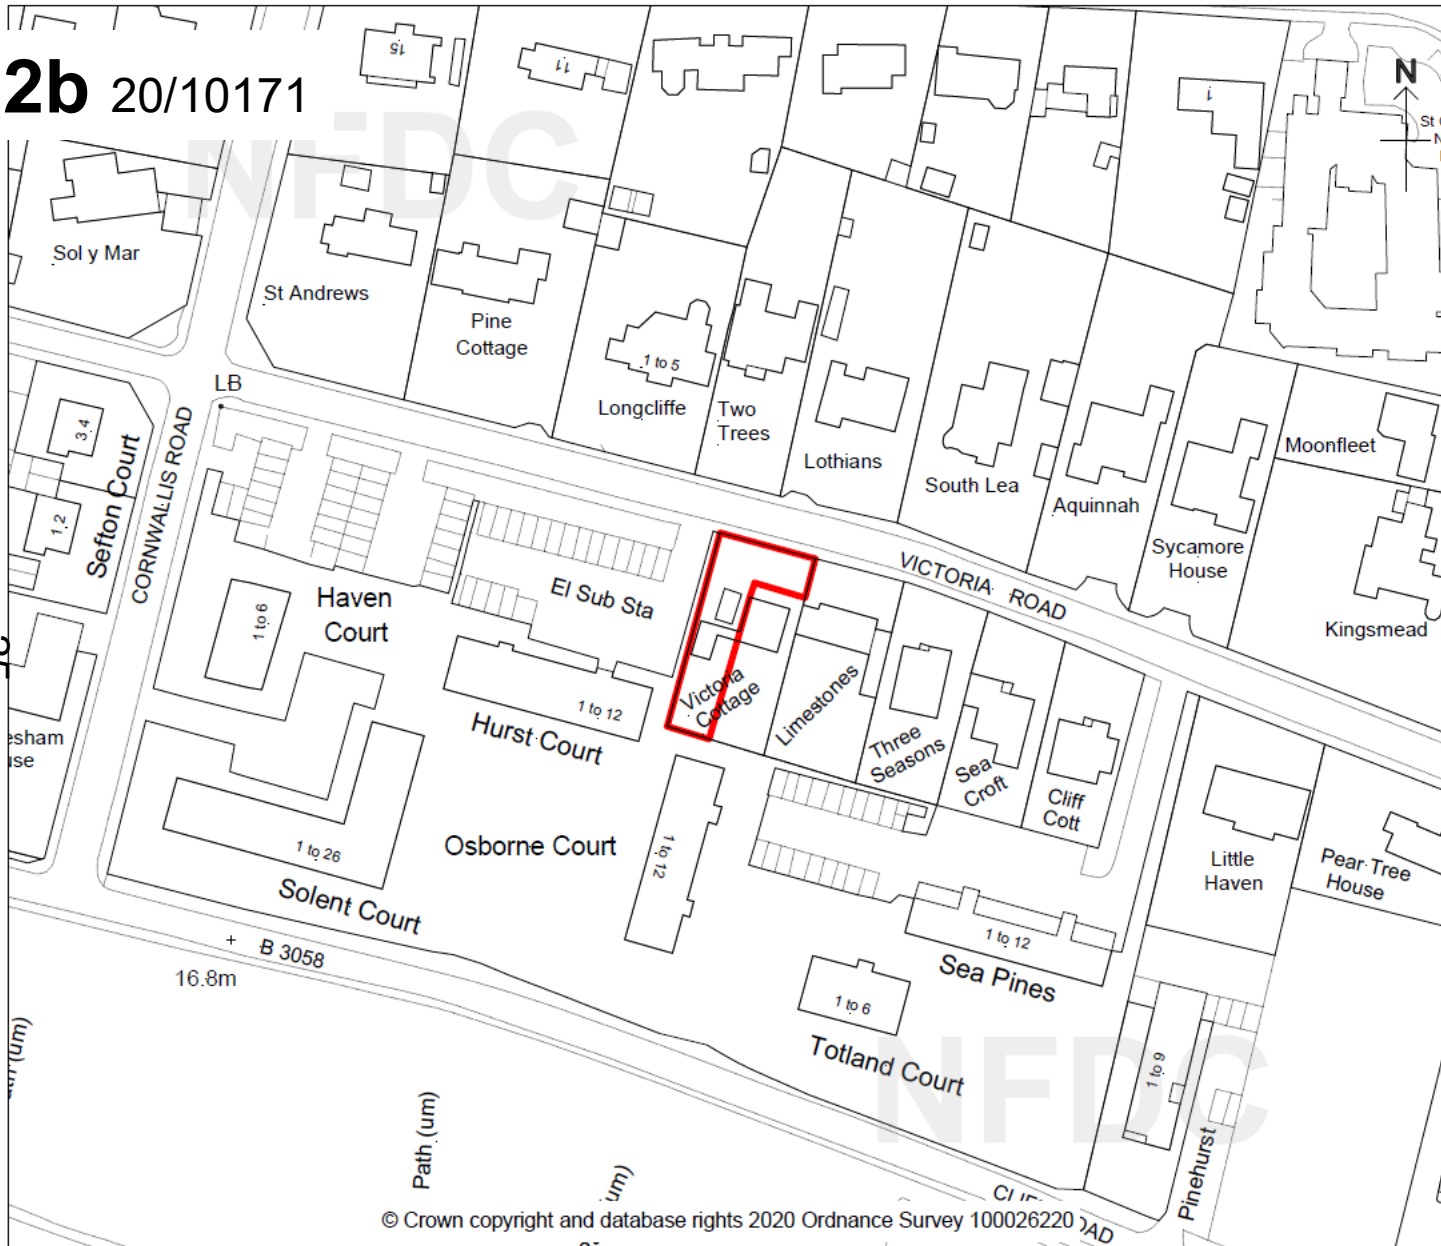 2b 20/10171
NFDC
15
11
1
N
Sol y Mar
St Andrews
Pine
Cottage
1 to 5
Longcliffe
Two
Trees
Lothians
South Lea
Aquinnah
Sycamore
House
Moonfleet
Kingsmead
LB
3,4
1,2
Sefton Court
CORNWALLIS ROAD
VICTORIA ROAD
El Sub Sta
Haven
Court
1 to 6
1 to 12
Hurst Court
Victoria
Cottage
Limestones
Three
Seasons
Sea
Croft
Cliff
Cott
Little
Haven
Pear Tree
House
Osborne Court
1 to 12
1 to 26
Solent Court
B 3058
16.8m
1 to 12
Sea Pines
1 to 6
Totland Court
NFDC
1 to 9
Pinehurst
Path (um)
© Crown copyright and database rights 2020 Ordnance Survey 100026220